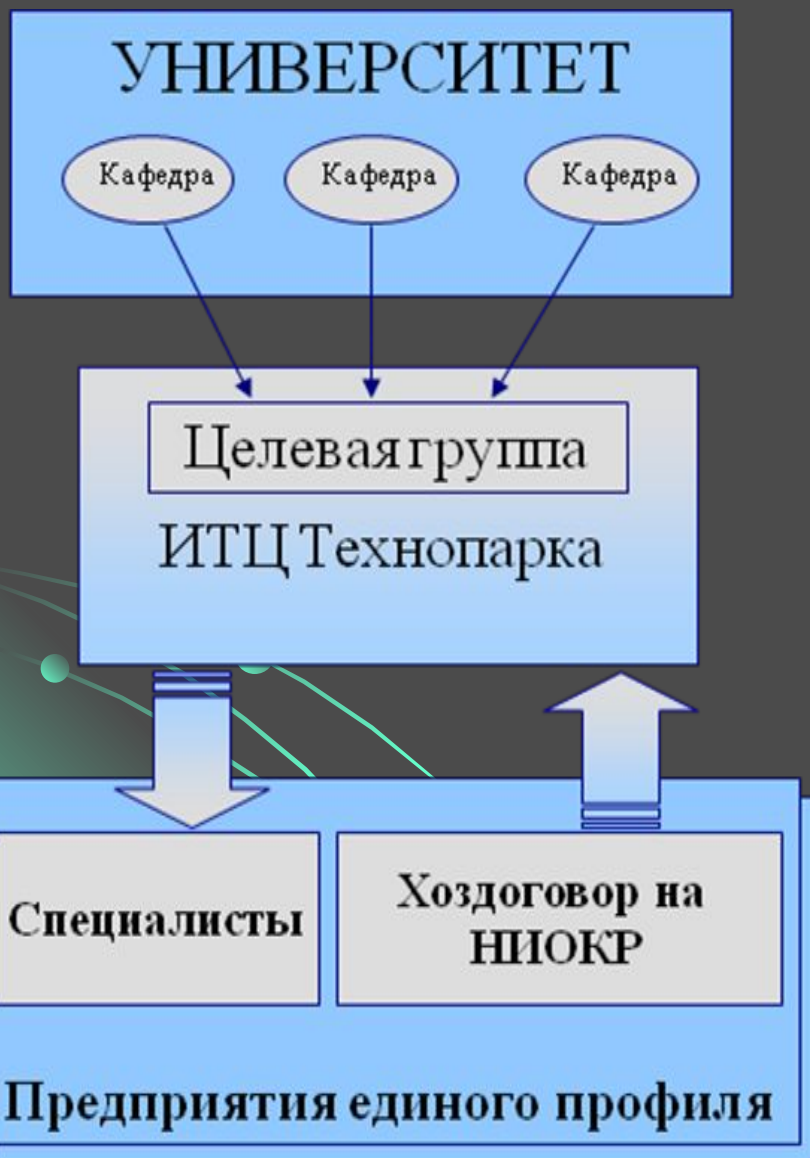 УНИВЕРСИТЕТ
Кафедра Кафедра Кафедра
Целевая группа
ИТЦ Технопарка
Специалисты
Хоздоговор на
НИОКР
Предприятия единого профиля